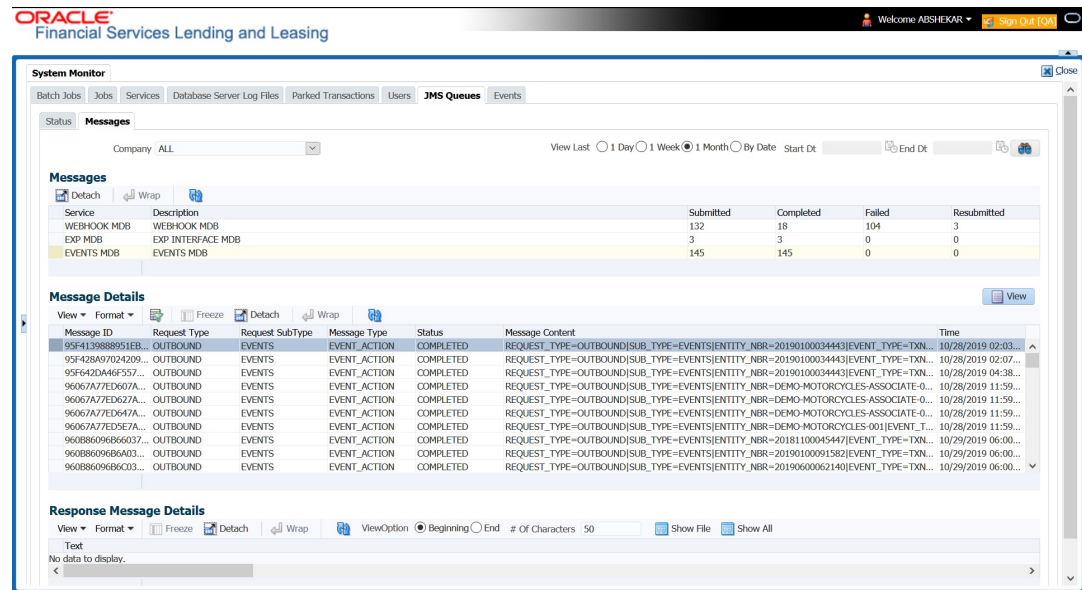 ORACLE
Financial Services Lending and Leasing
Welcome ABSHEKAR Sign Out [QA]
System Monitor
Close
Batch Jobs Jobs Services Database Server Log Files Parked Transactions Users JMS Queues Events
Status Messages
Company ALL View Last 1 Day 1 Week 1 Month By Date Start Dt End Dt
Messages
Detach Wrap
Service Description Submitted Completed Failed Resubmitted
WEBHOOK MDB WEBHOOK MDB 132 18 104 3
EXP MDB EXP INTERFACE MDB 3 3 0 0
EVENTS MDB EVENTS MDB 145 145 0 0
Message Details
View
View Format Freeze Detach Wrap
Message ID Request Type Request SubType Message Type Status Message Content Time
95F4139888951EB... OUTBOUND EVENTS EVENT_ACTION COMPLETED REQUEST_TYPE=OUTBOUND|SUB_TYPE=EVENTS|ENTITY_NBR=20190100034443|EVENT_TYPE=TXN... 10/28/2019 02:03...
95F428A97024209... OUTBOUND EVENTS EVENT_ACTION COMPLETED REQUEST_TYPE=OUTBOUND|SUB_TYPE=EVENTS|ENTITY_NBR=20190100034443|EVENT_TYPE=TXN... 10/28/2019 02:07...
95F642DA46F557... OUTBOUND EVENTS EVENT_ACTION COMPLETED REQUEST_TYPE=OUTBOUND|SUB_TYPE=EVENTS|ENTITY_NBR=20190100034443|EVENT_TYPE=TXN... 10/28/2019 04:38...
96067A77ED607A... OUTBOUND EVENTS EVENT_ACTION COMPLETED REQUEST_TYPE=OUTBOUND|SUB_TYPE=EVENTS|ENTITY_NBR=DEMO-MOTORCYCLES-ASSOCIATE-0... 10/28/2019 11:59...
96067A77ED627A... OUTBOUND EVENTS EVENT_ACTION COMPLETED REQUEST_TYPE=OUTBOUND|SUB_TYPE=EVENTS|ENTITY_NBR=DEMO-MOTORCYCLES-ASSOCIATE-0... 10/28/2019 11:59...
96067A77ED647A... OUTBOUND EVENTS EVENT_ACTION COMPLETED REQUEST_TYPE=OUTBOUND|SUB_TYPE=EVENTS|ENTITY_NBR=DEMO-MOTORCYCLES-ASSOCIATE-0... 10/28/2019 11:59...
96067A77ED5E7A... OUTBOUND EVENTS EVENT_ACTION COMPLETED REQUEST_TYPE=OUTBOUND|SUB_TYPE=EVENTS|ENTITY_NBR=DEMO-MOTORCYCLES-001|EVENT_T... 10/28/2019 11:59...
960B86096B66037... OUTBOUND EVENTS EVENT_ACTION COMPLETED REQUEST_TYPE=OUTBOUND|SUB_TYPE=EVENTS|ENTITY_NBR=20181100045447|EVENT_TYPE=TXN... 10/29/2019 06:00...
960B86096B6A03... OUTBOUND EVENTS EVENT_ACTION COMPLETED REQUEST_TYPE=OUTBOUND|SUB_TYPE=EVENTS|ENTITY_NBR=20190100091582|EVENT_TYPE=TXN... 10/29/2019 06:00...
960B86096B6C03... OUTBOUND EVENTS EVENT_ACTION COMPLETED REQUEST_TYPE=OUTBOUND|SUB_TYPE=EVENTS|ENTITY_NBR=20190600062140|EVENT_TYPE=TXN... 10/29/2019 06:00...
Response Message Details
View Format Freeze Detach Wrap ViewOption Beginning End # Of Characters 50 Show File Show All
Text
No data to display.